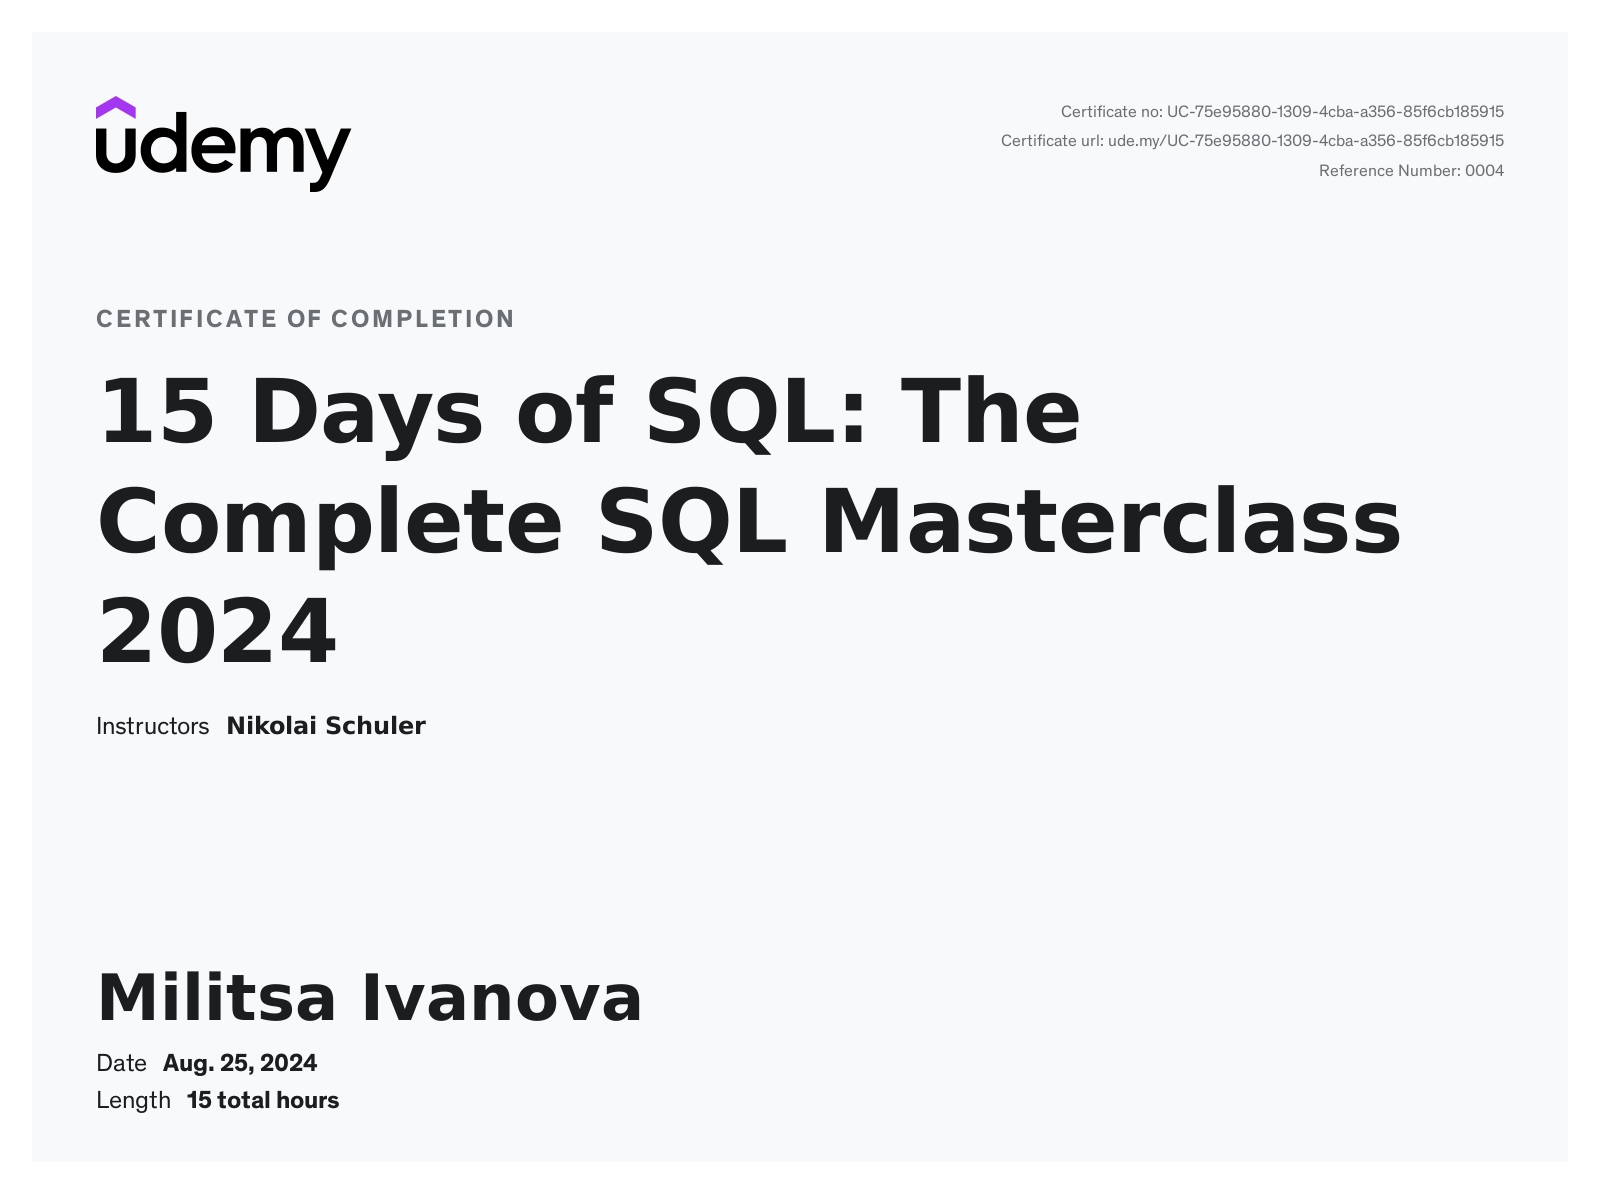 udemy
Certificate no: UC-75e95880-1309-4cba-a356-85f6cb185915
Certificate url: ude.my/UC-75e95880-1309-4cba-a356-85f6cb185915
Reference Number: 0004
CERTIFICATE OF COMPLETION
15 Days of SQL: The
Complete SQL Masterclass
2024
Instructors Nikolai Schuler
Militsa Ivanova
Date Aug. 25, 2024
Length 15 total hours